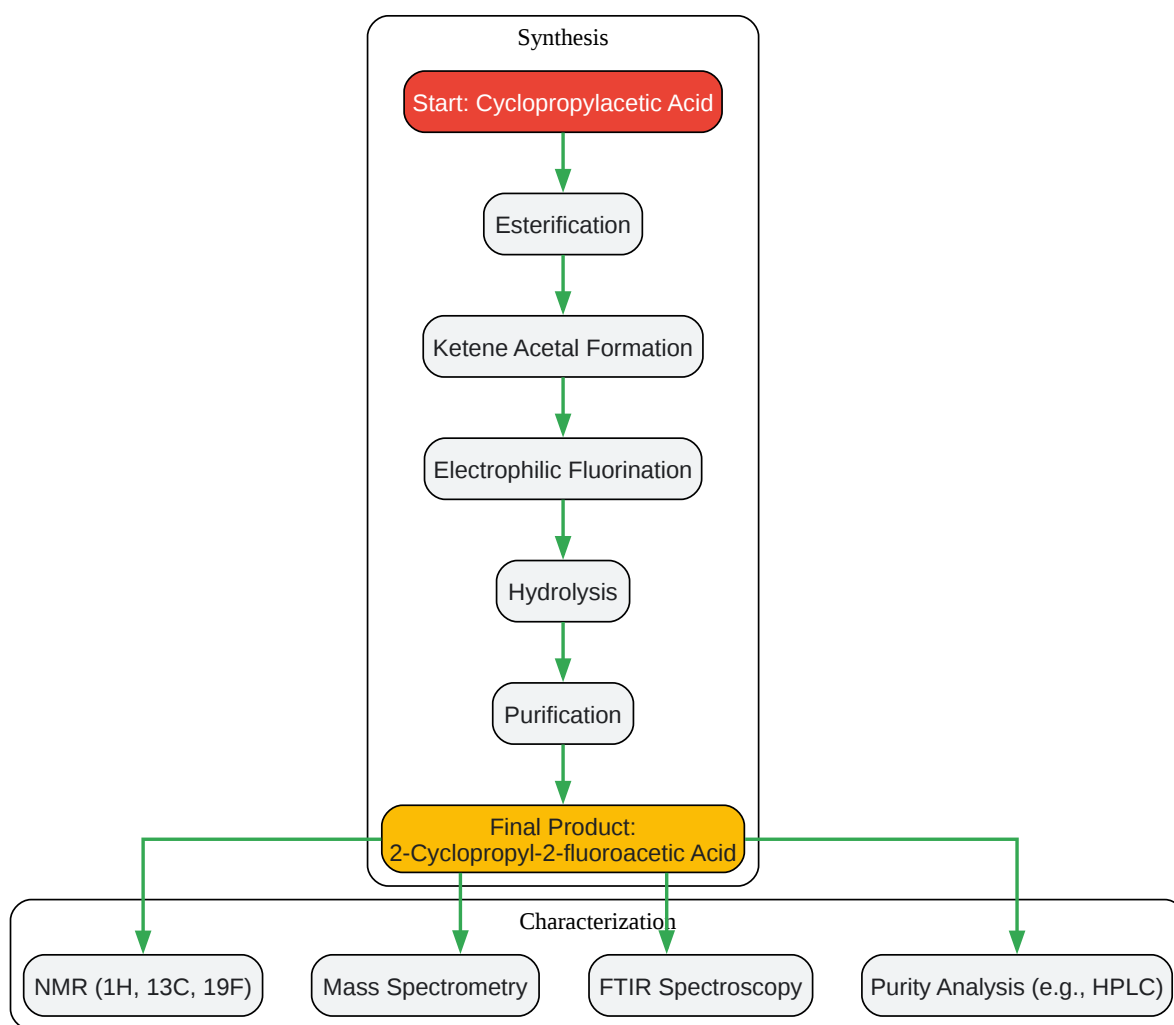 Synthesis
Start: Cyclopropylacetic Acid
Esterification
Ketene Acetal Formation
Electrophilic Fluorination
Hydrolysis
Purification
Final Product:
2-Cyclopropyl-2-fluoroacetic Acid
Characterization
NMR (1H, 13C, 19F)
Mass Spectrometry
FTIR Spectroscopy
Purity Analysis (e.g., HPLC)